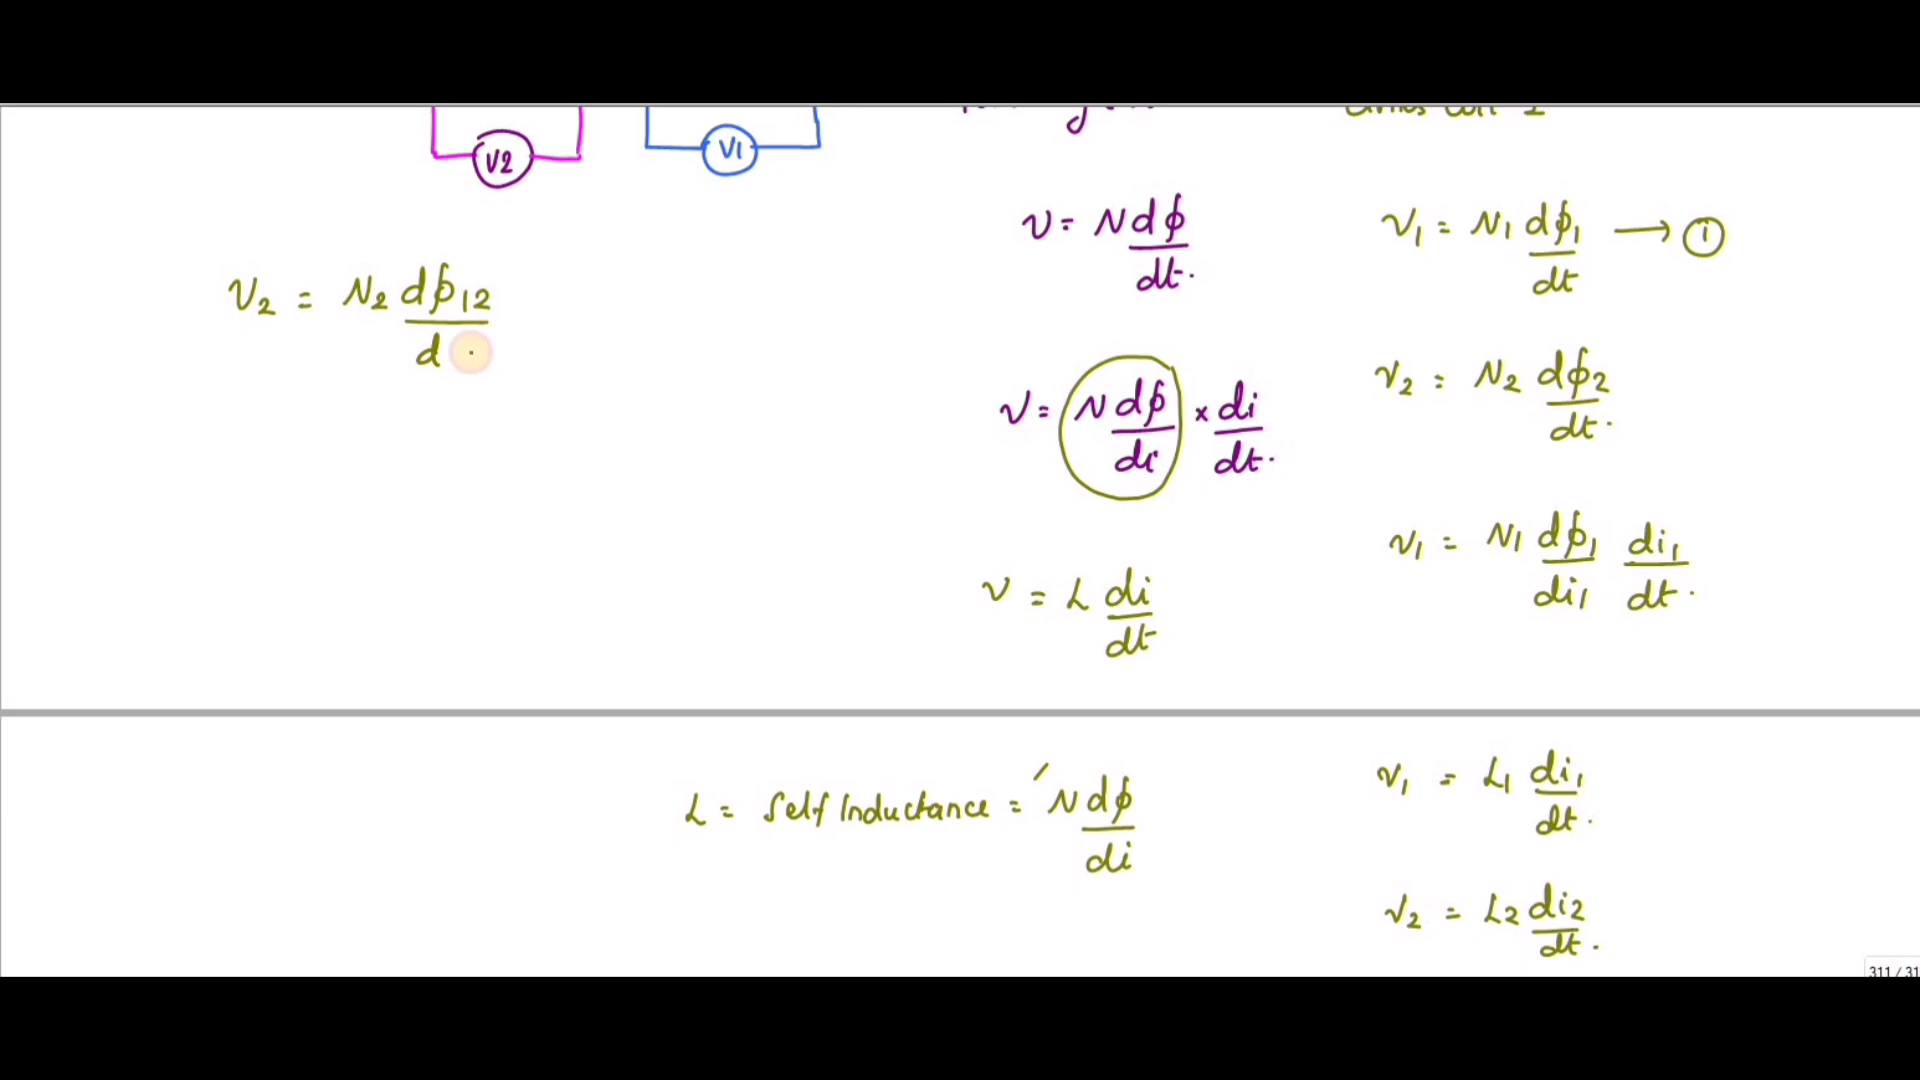 V2 V1
v = N dϕ/dt.
V1 = N1 dϕ1/dt → ①
V2 = N2 dϕ12/d
v = N dϕ/di × di/dt.
v2 = N2 dϕ2/dt.
v1 = N1 dϕ1/di1 di1/dt.
v = L di/dt
L = Self Inductance = N dϕ/di
v1 = L1 di1/dt.
v2 = L2 di2/dt.